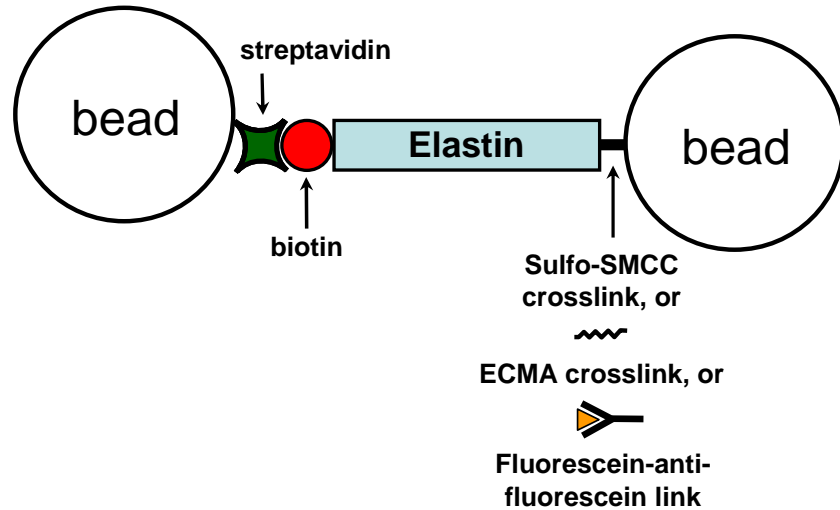 streptavidin
bead
Elastin
bead
biotin
Sulfo-SMCC
crosslink, or
ECMA crosslink, or
Fluorescein-anti-
fluorescein link